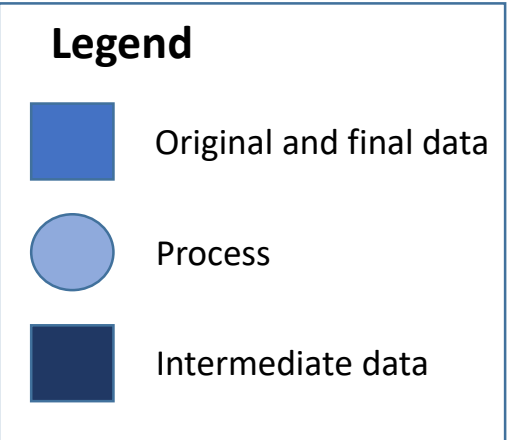 Legend
Original and final data
Process
Intermediate data